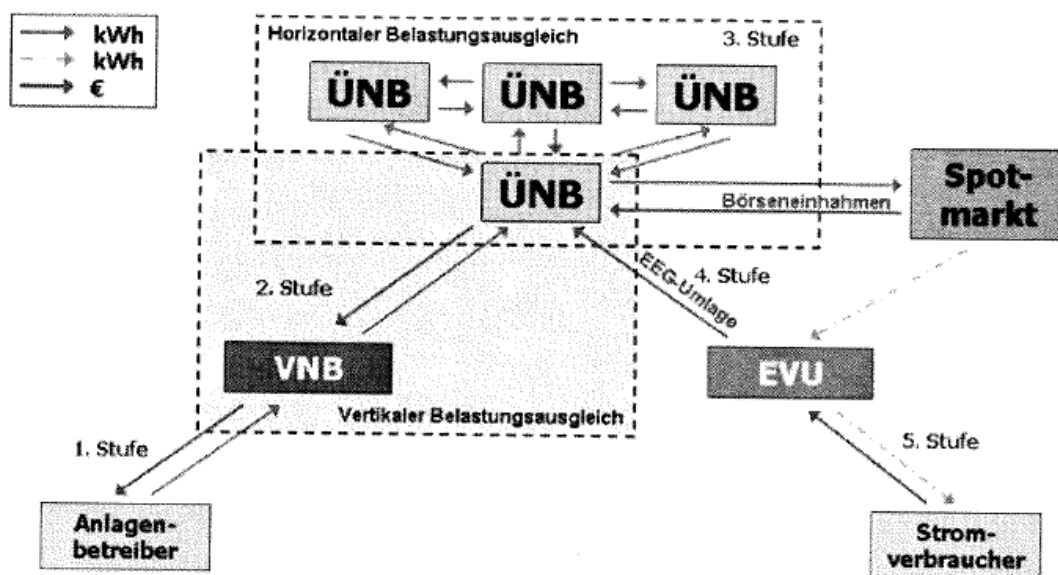 kWh
kWh
€
Horizontaler Belastungsausgleich
3. Stufe
ÜNB
ÜNB
ÜNB
ÜNB
Spot-
markt
Börseneinhahmen
2. Stufe
EEG-Umlage
4. Stufe
VNB
EVU
Vertikaler Belastungsausgleich
1. Stufe
5. Stufe
Anlagen-
betreiber
Strom-
verbraucher